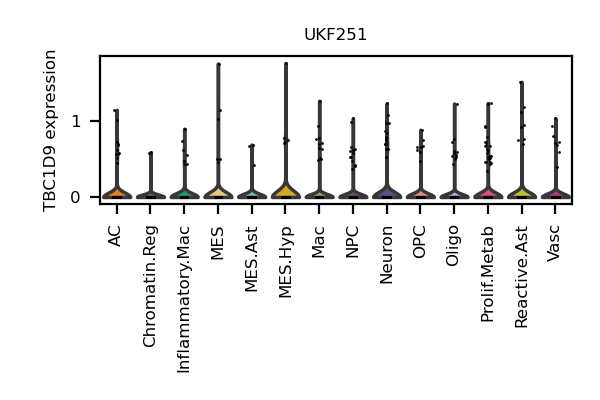 UKF251
TBC1D9 expression
1
0
AC
Chromatin.Reg
Inflammatory.Mac
MES
MES.Ast
MES.Hyp
Mac
NPC
Neuron
OPC
Oligo
Prolif.Metab
Reactive.Ast
Vasc